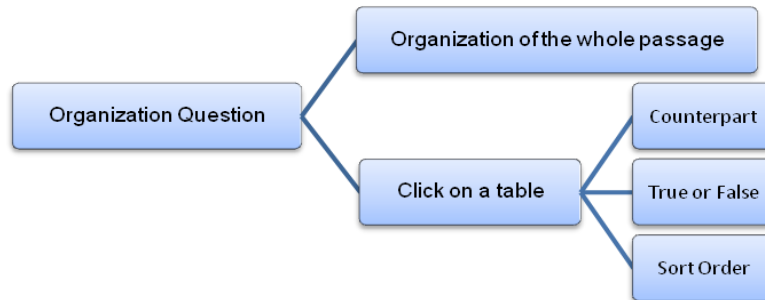 Organization of the whole passage
Organization Question
Counterpart
Click on a table
True or False
Sort Order